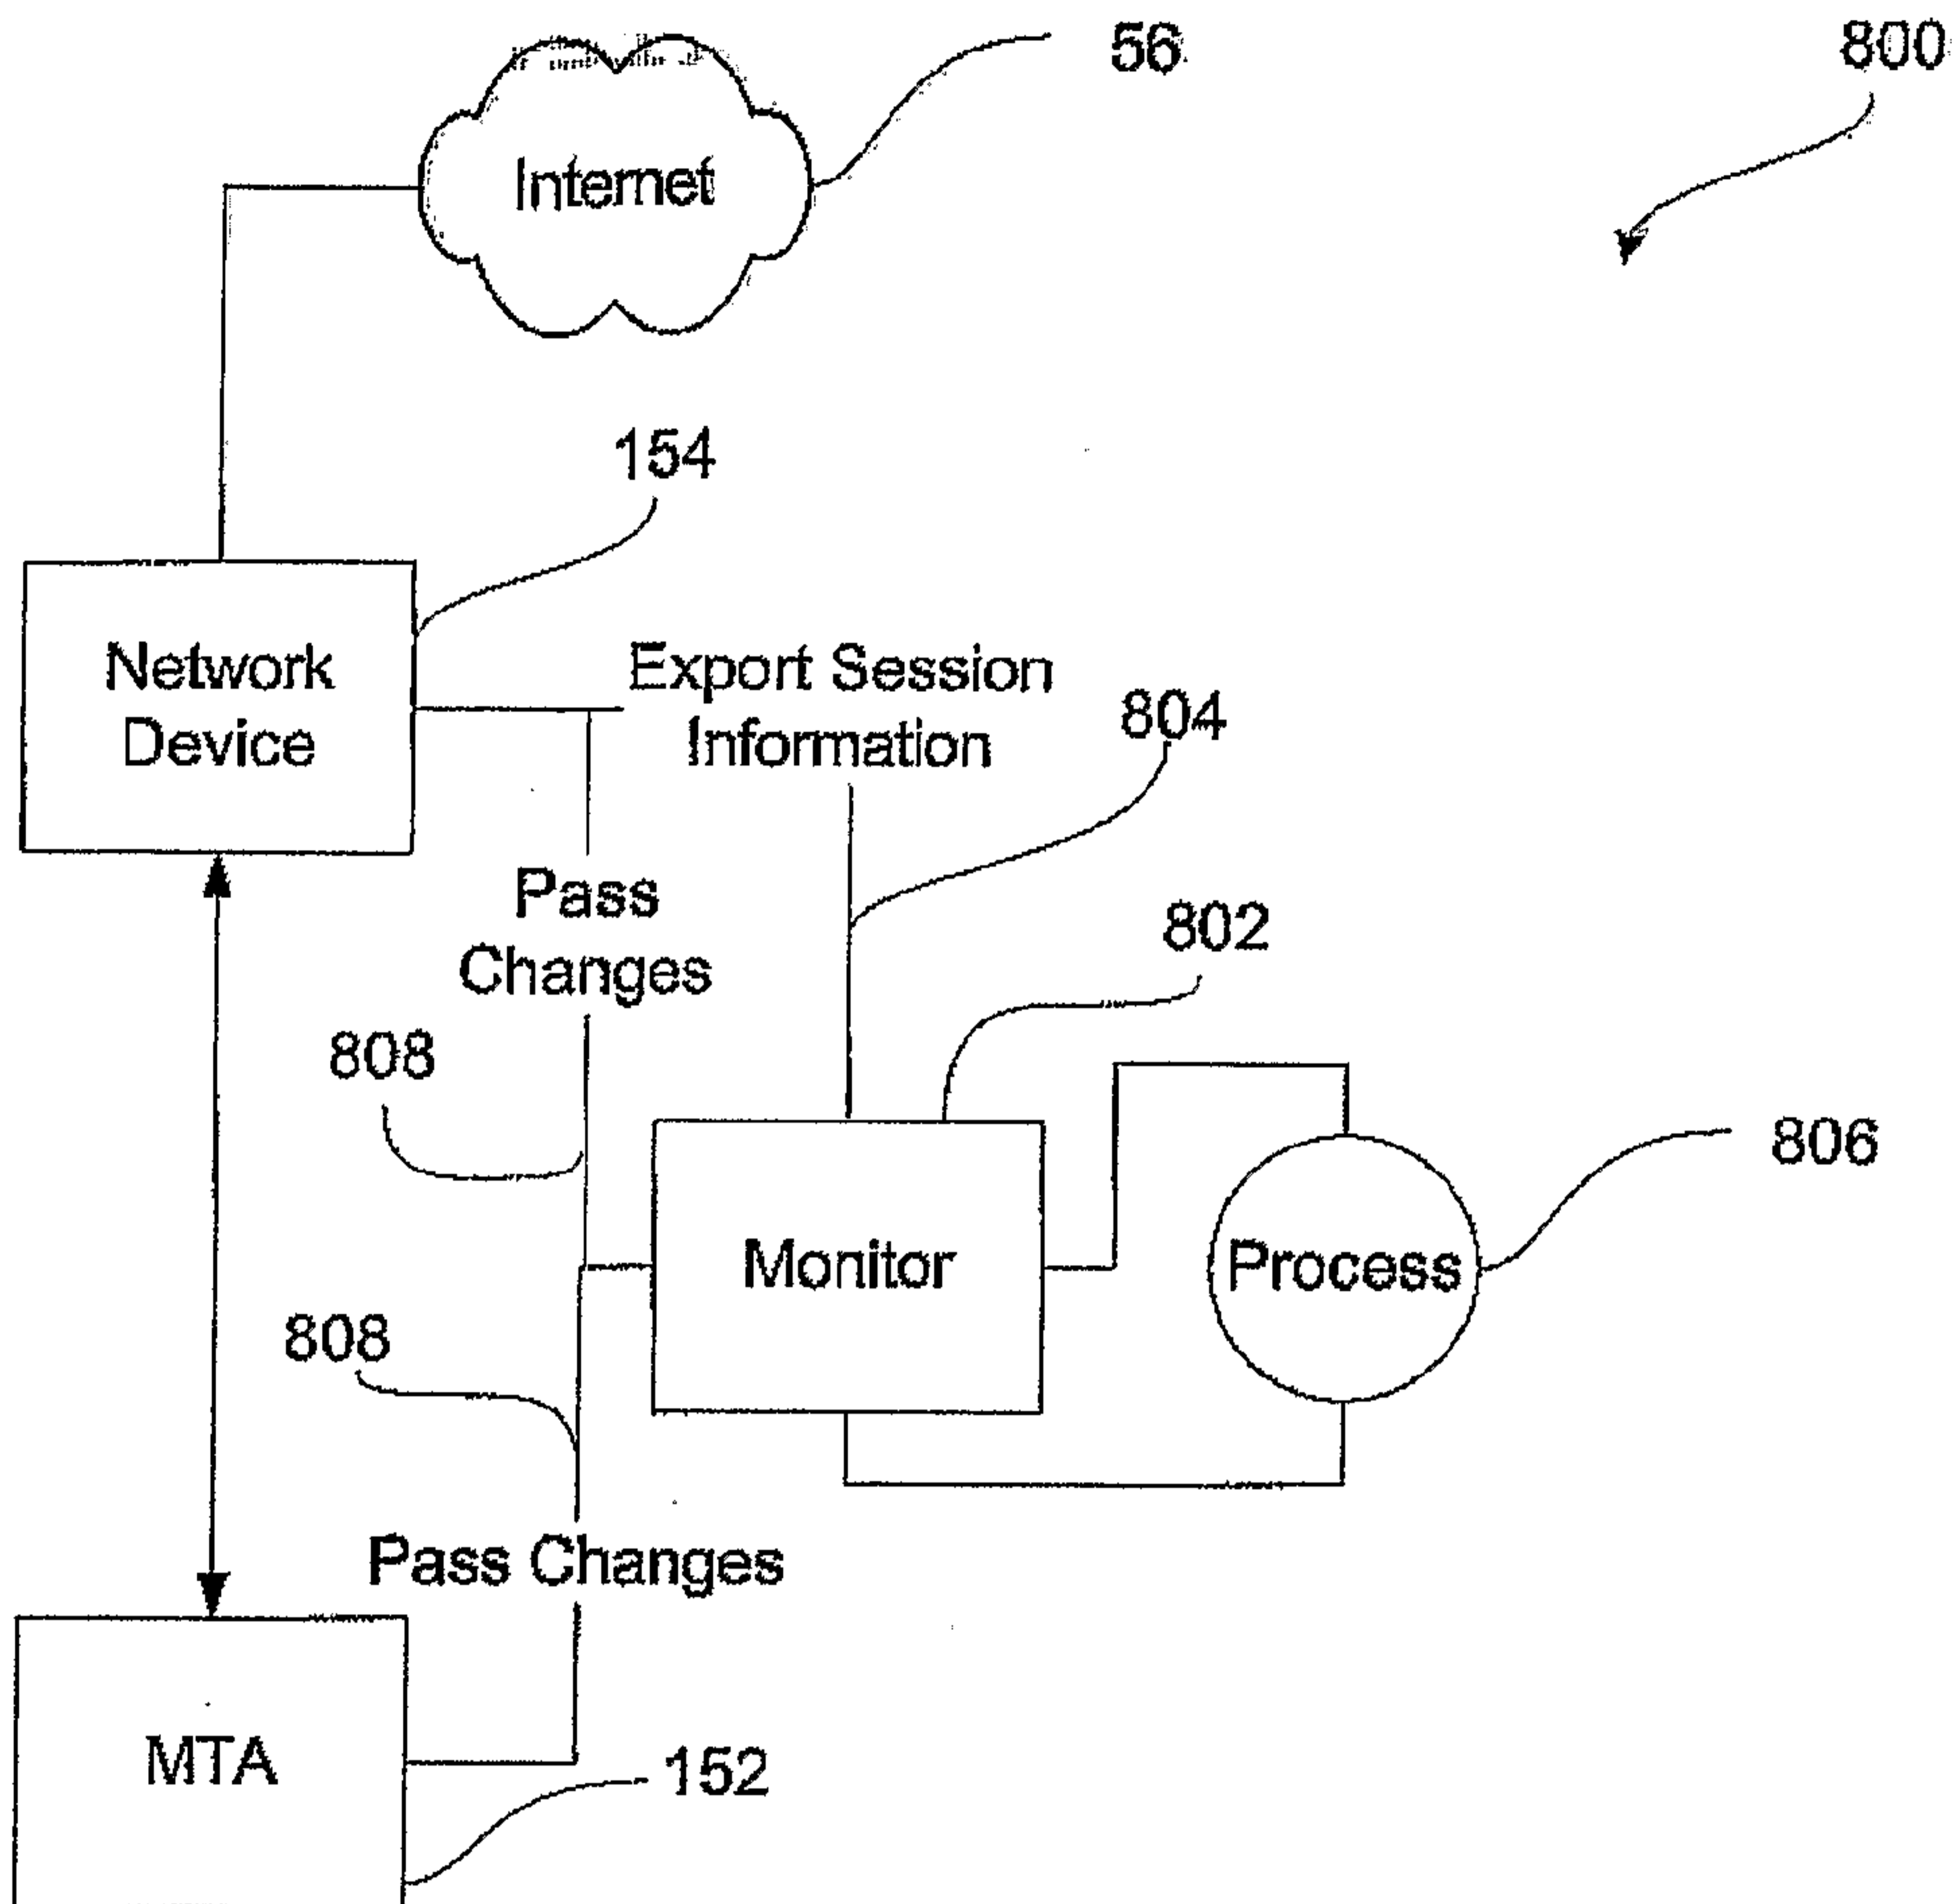 56
800
Internet
154
Network
Device
Export Session
Information
804
Pass
Changes
802
808
806
Monitor
Process
808
Pass Changes
MTA
152